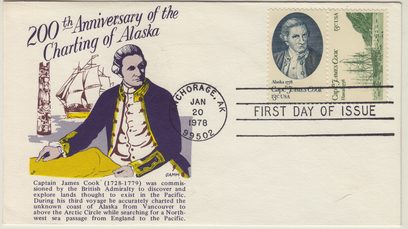 200th Anniversary of the
Charting of Alaska
GAMM
Captain James Cook (1728-1779) was commis-
sioned by the British Admiralty to discover and
explore lands thought to exist in the Pacific.
During his third voyage he accurately charted the
unknown coast of Alaska from Vancouver to
above the Arctic Circle while searching for a North-
west sea passage from England to the Pacific.
ANCHORAGE, AK
JAN
20
1978
99502
FIRST DAY OF ISSUE
Alaska 1778
Capt. James Cook
13c USA
13c USA
Capt. James Cook